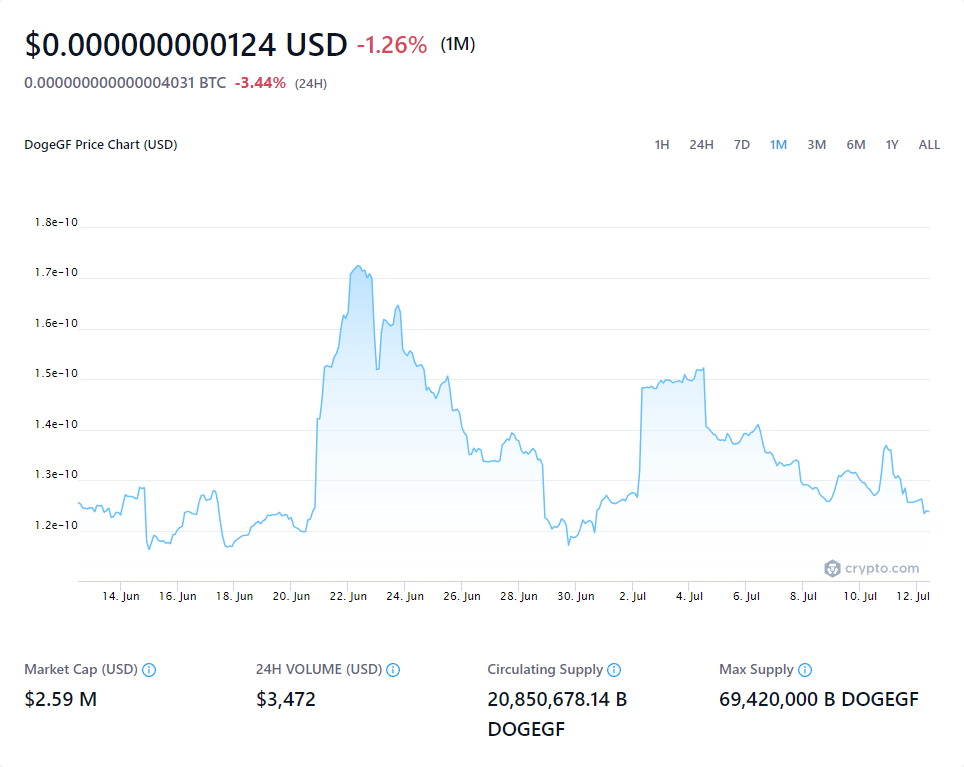 $0.000000000124 USD -1.26% (1M)
0.000000000000004031 BTC -3.44% (24H)
DogeGF Price Chart (USD)
1H 24H 7D 1M 3M 6M 1Y ALL
1.8e-10
1.7e-10
1.6e-10
1.5e-10
1.4e-10
1.3e-10
1.2e-10
crypto.com
14. Jun 16. Jun 18. Jun 20. Jun 22. Jun 24. Jun 26. Jun 28. Jun 30. Jun 2. Jul 4. Jul 6. Jul 8. Jul 10. Jul 12. Jul
Market Cap (USD) 24H VOLUME (USD) Circulating Supply Max Supply
$2.59 M $3,472 20,850,678.14 B 69,420,000 B DOGEGF
DOGEGF